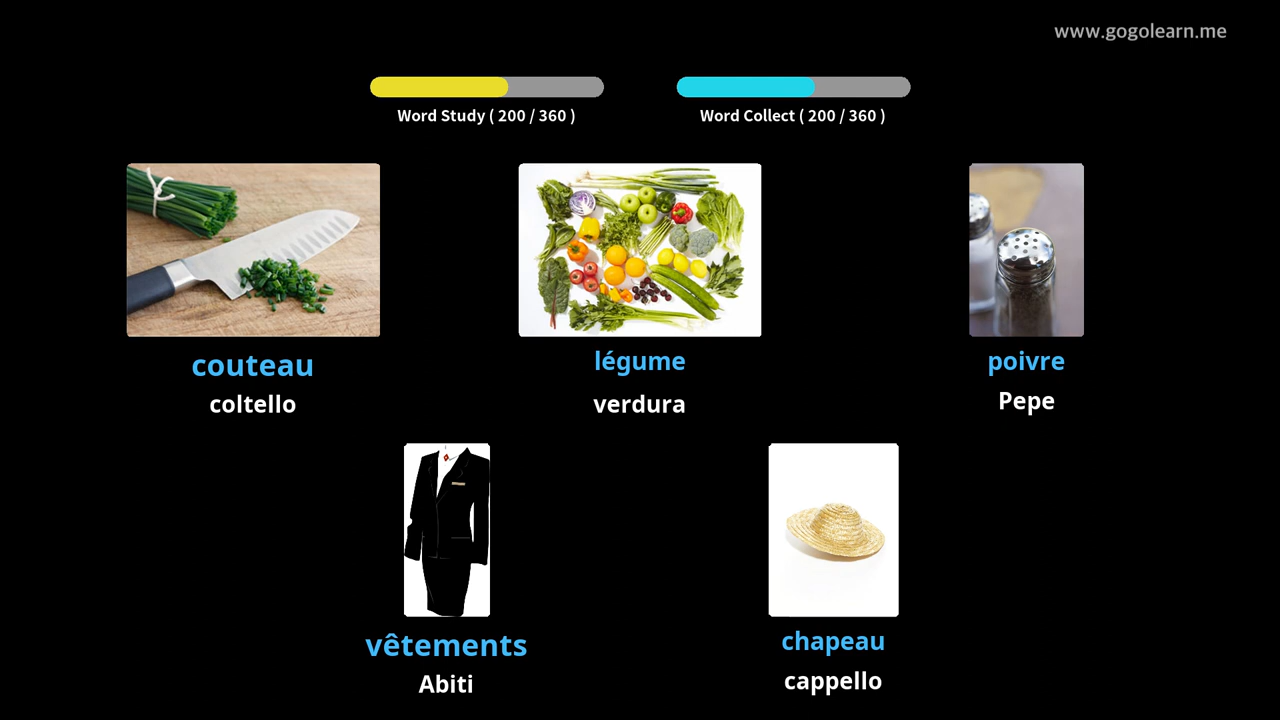 www.gogolearn.me
Word Study ( 200 / 360 )
Word Collect ( 200 / 360 )
couteau
coltello
légume
verdura
poivre
Pepe
vêtements
Abiti
chapeau
cappello